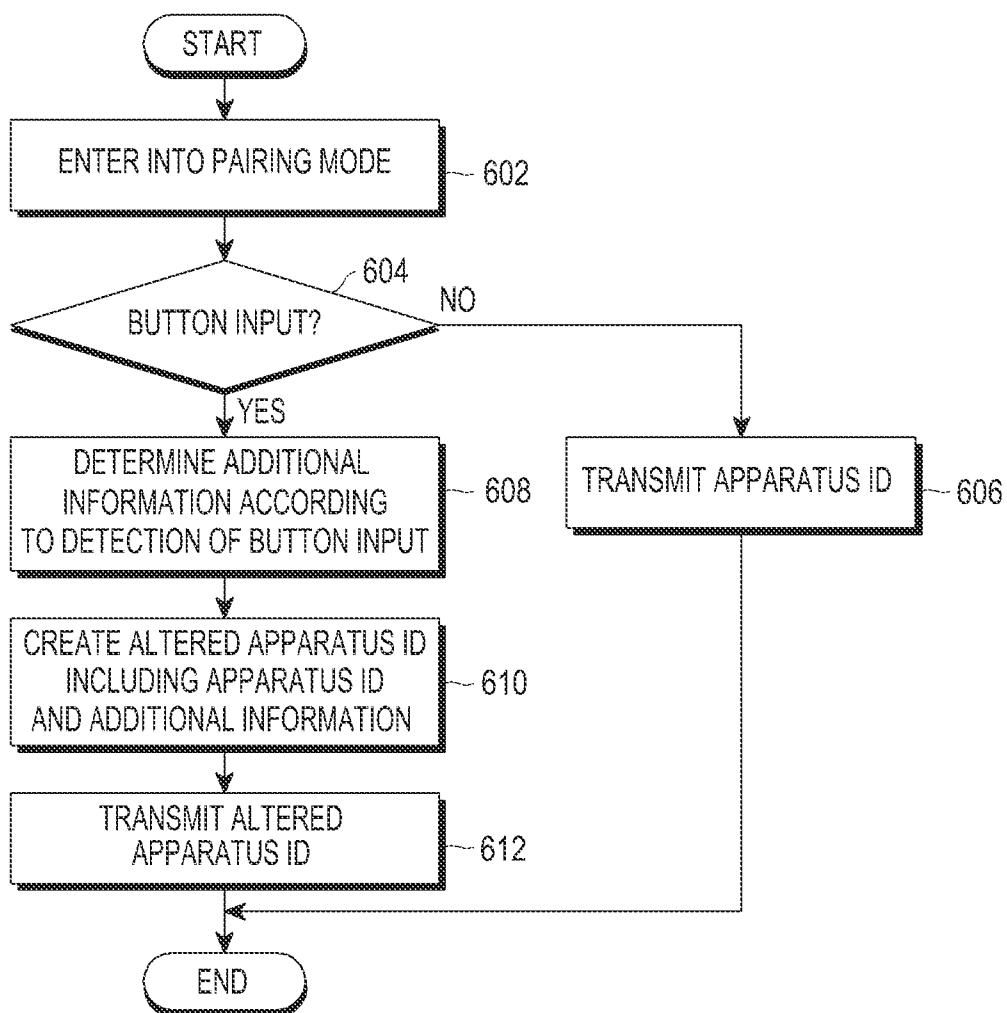 START
ENTER INTO PAIRING MODE
602
604
BUTTON INPUT?
NO
YES
DETERMINE ADDITIONAL
INFORMATION ACCORDING
TO DETECTION OF BUTTON INPUT
608
TRANSMIT APPARATUS ID
606
CREATE ALTERED APPARATUS ID
INCLUDING APPARATUS ID
AND ADDITIONAL INFORMATION
610
TRANSMIT ALTERED
APPARATUS ID
612
END